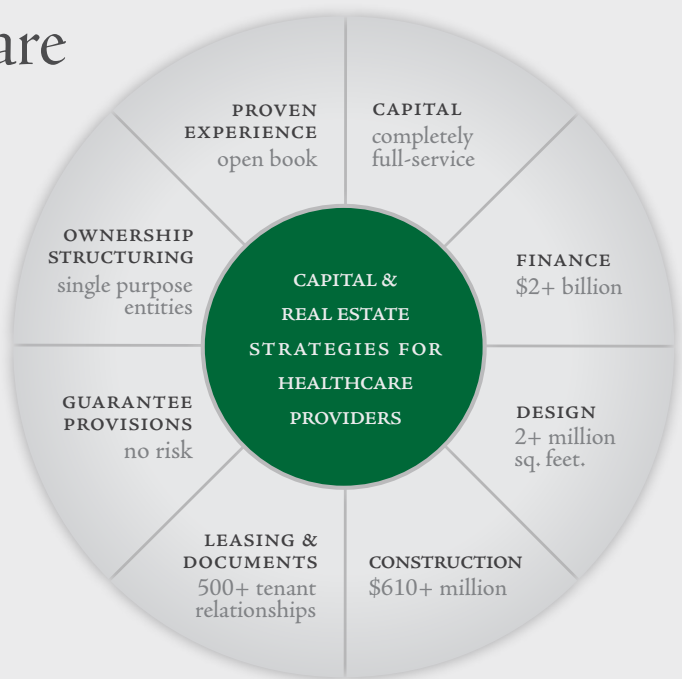 are
PROVEN
EXPERIENCE
open book
CAPITAL
completely
full-service
OWNERSHIP
STRUCTURING
single purpose
entities
FINANCE
$2+ billion
CAPITAL &
REAL ESTATE
STRATEGIES FOR
HEALTHCARE
PROVIDERS
GUARANTEE
PROVISIONS
no risk
DESIGN
2+ million
sq. feet.
LEASING &
DOCUMENTS
500+ tenant
relationships
CONSTRUCTION
$610+ million